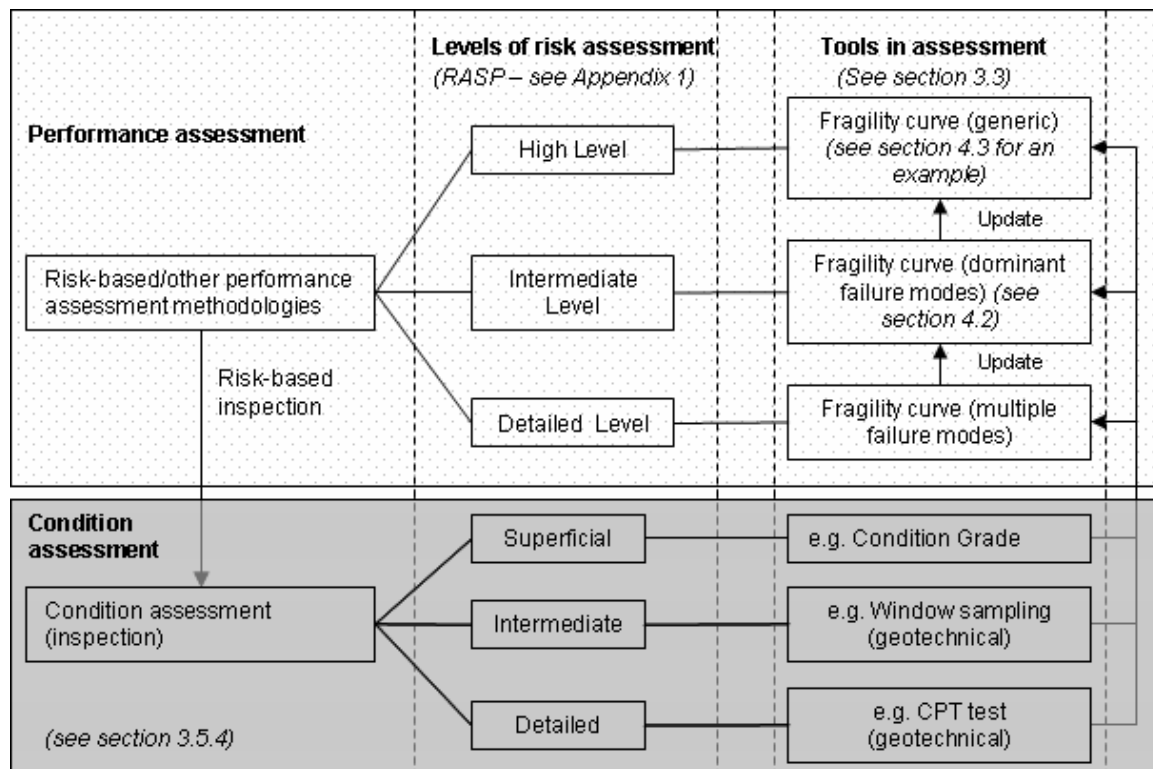 Levels of risk assessment
(RASP – see Appendix 1)
Tools in assessment
(See section 3.3)
Performance assessment
High Level
Fragility curve (generic)
(see section 4.3 for an
example)
Update
Risk-based/other performance
assessment methodologies
Intermediate
Level
Fragility curve (dominant
failure modes) (see
section 4.2)
Update
Risk-based
inspection
Detailed Level
Fragility curve (multiple
failure modes)
Condition
assessment
Superficial
e.g. Condition Grade
Condition assessment
(inspection)
Intermediate
e.g. Window sampling
(geotechnical)
Detailed
e.g. CPT test
(geotechnical)
(see section 3.5.4)